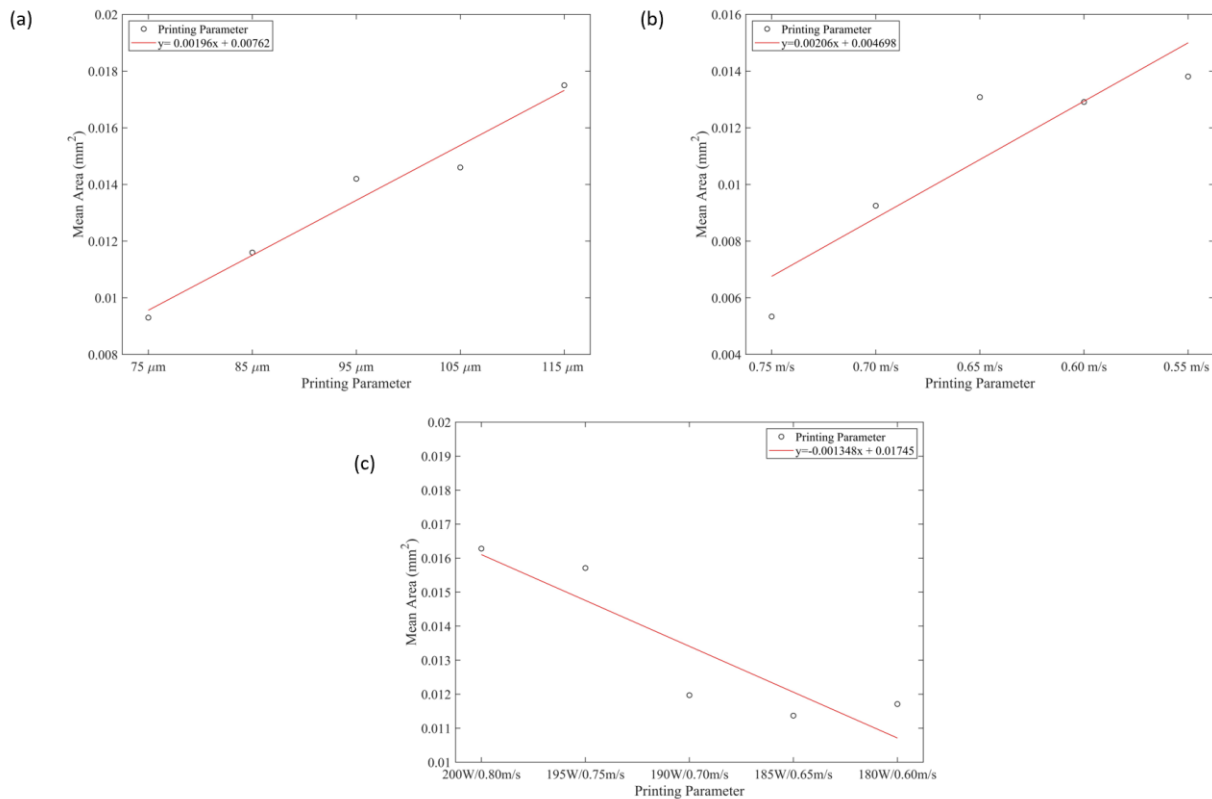 (a)
0.02
0.018
0.016
0.014
0.012
0.01
0.008
Mean Area (mm²)
Printing Parameter
y= 0.00196x + 0.00762
75 μm 85 μm 95 μm 105 μm 115 μm
Printing Parameter
(b)
0.016
0.014
0.012
0.01
0.008
0.006
0.004
Mean Area (mm²)
Printing Parameter
y=0.00206x + 0.004698
0.75 m/s 0.70 m/s 0.65 m/s 0.60 m/s 0.55 m/s
Printing Parameter
(c)
0.02
0.019
0.018
0.017
0.016
0.015
0.014
0.013
0.012
0.011
0.01
Mean Area (mm²)
Printing Parameter
y=-0.001348x + 0.01745
200W/0.80m/s 195W/0.75m/s 190W/0.70m/s 185W/0.65m/s 180W/0.60m/s
Printing Parameter